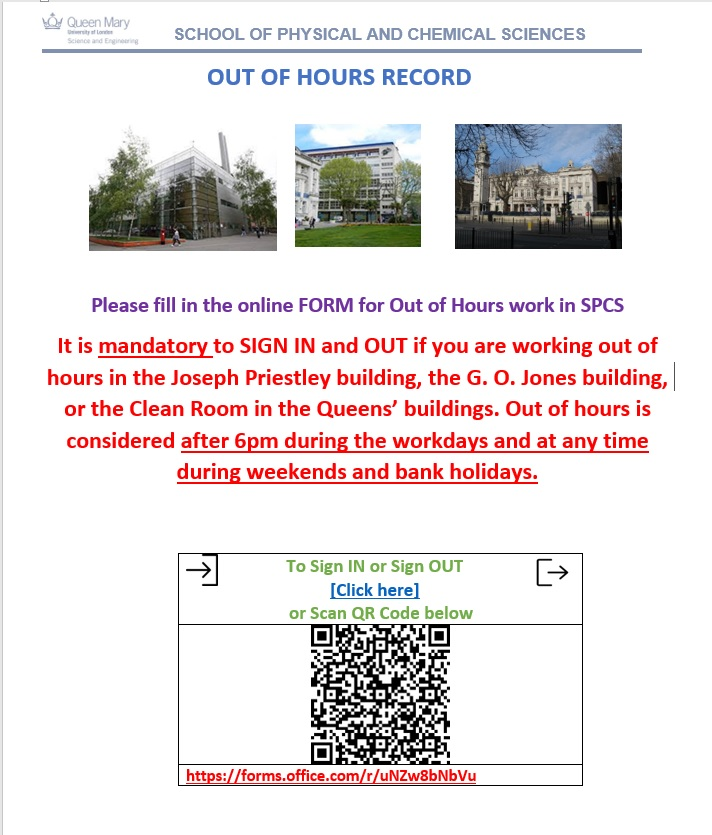 Queen Mary
University of London
Science and Engineering
SCHOOL OF PHYSICAL AND CHEMICAL SCIENCES
OUT OF HOURS RECORD
Please fill in the online FORM for Out of Hours work in SPCS
It is mandatory to SIGN IN and OUT if you are working out of
hours in the Joseph Priestley building, the G. O. Jones building,
or the Clean Room in the Queens’ buildings. Out of hours is
considered after 6pm during the workdays and at any time
during weekends and bank holidays.
To Sign IN or Sign OUT
[Click here]
or Scan QR Code below
https://forms.office.com/r/uNZw8bNbVu